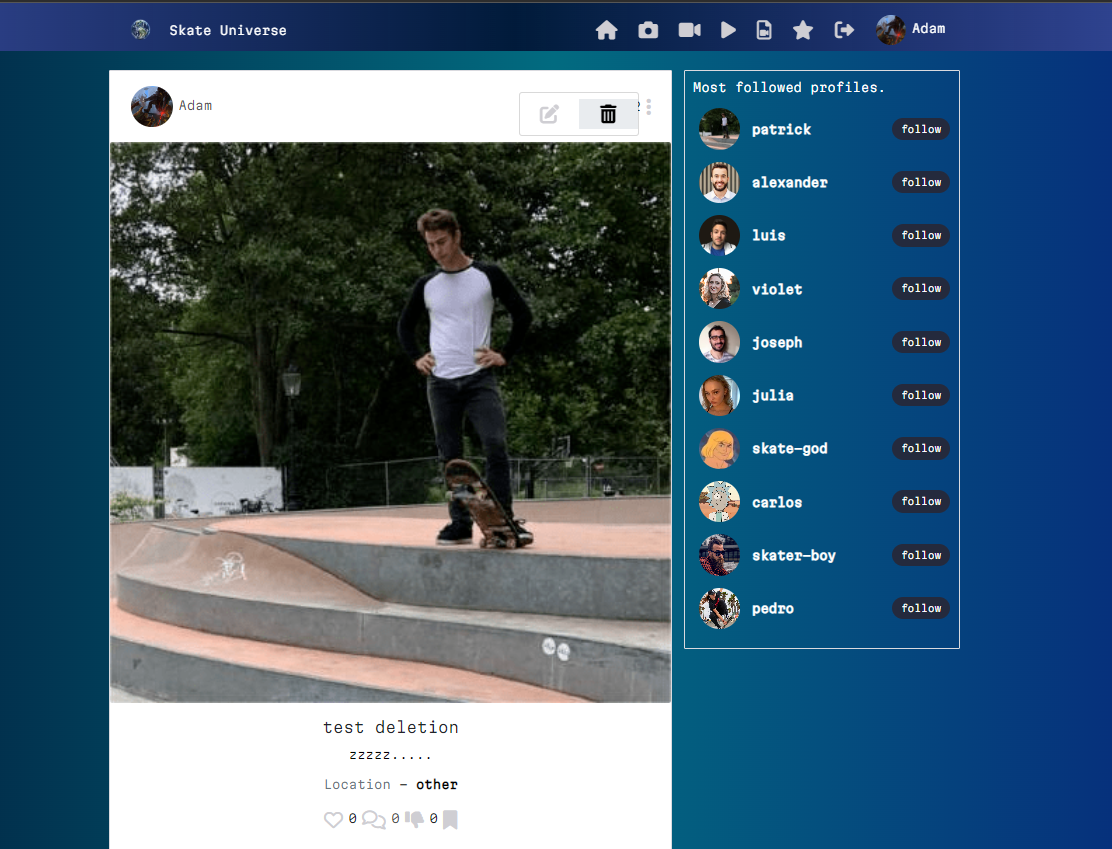 Skate Universe
Adam
Adam
Most followed profiles.
patrick follow
alexander follow
luis follow
violet follow
joseph follow
julia follow
skate-god follow
carlos follow
skater-boy follow
pedro follow
test deletion
zzzzz.....
Location - other
0 0 0